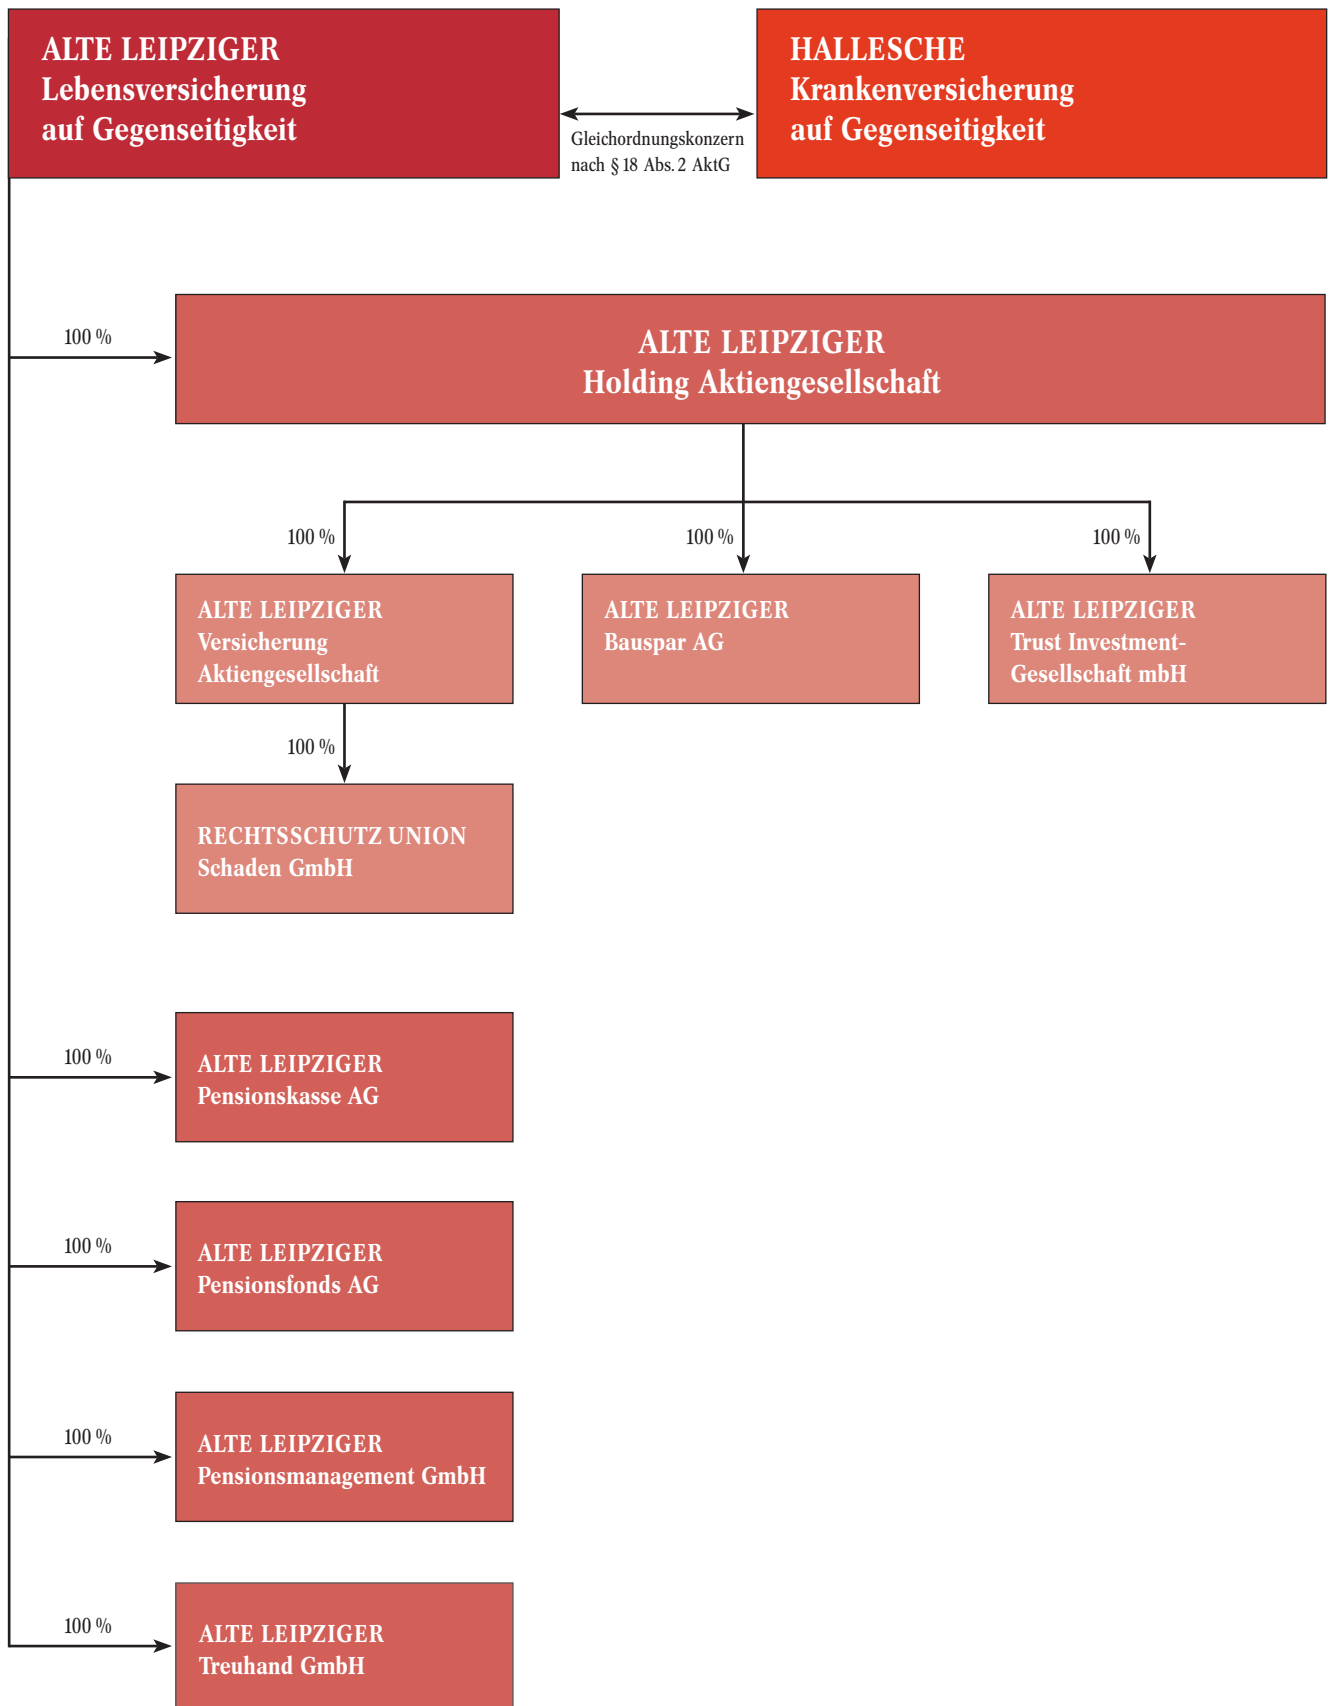 ALTE LEIPZIGER
Lebensversicherung
auf Gegenseitigkeit
Gleichordnungskonzern
nach § 18 Abs. 2 AktG
HALLESCHE
Krankenversicherung
auf Gegenseitigkeit
100 %
ALTE LEIPZIGER
Holding Aktiengesellschaft
100 %
100 %
100 %
ALTE LEIPZIGER
Versicherung
Aktiengesellschaft
ALTE LEIPZIGER
Bauspar AG
ALTE LEIPZIGER
Trust Investment-
Gesellschaft mbH
100 %
RECHTSSCHUTZ UNION
Schaden GmbH
100 %
ALTE LEIPZIGER
Pensionskasse AG
100 %
ALTE LEIPZIGER
Pensionsfonds AG
100 %
ALTE LEIPZIGER
Pensionsmanagement GmbH
100 %
ALTE LEIPZIGER
Treuhand GmbH